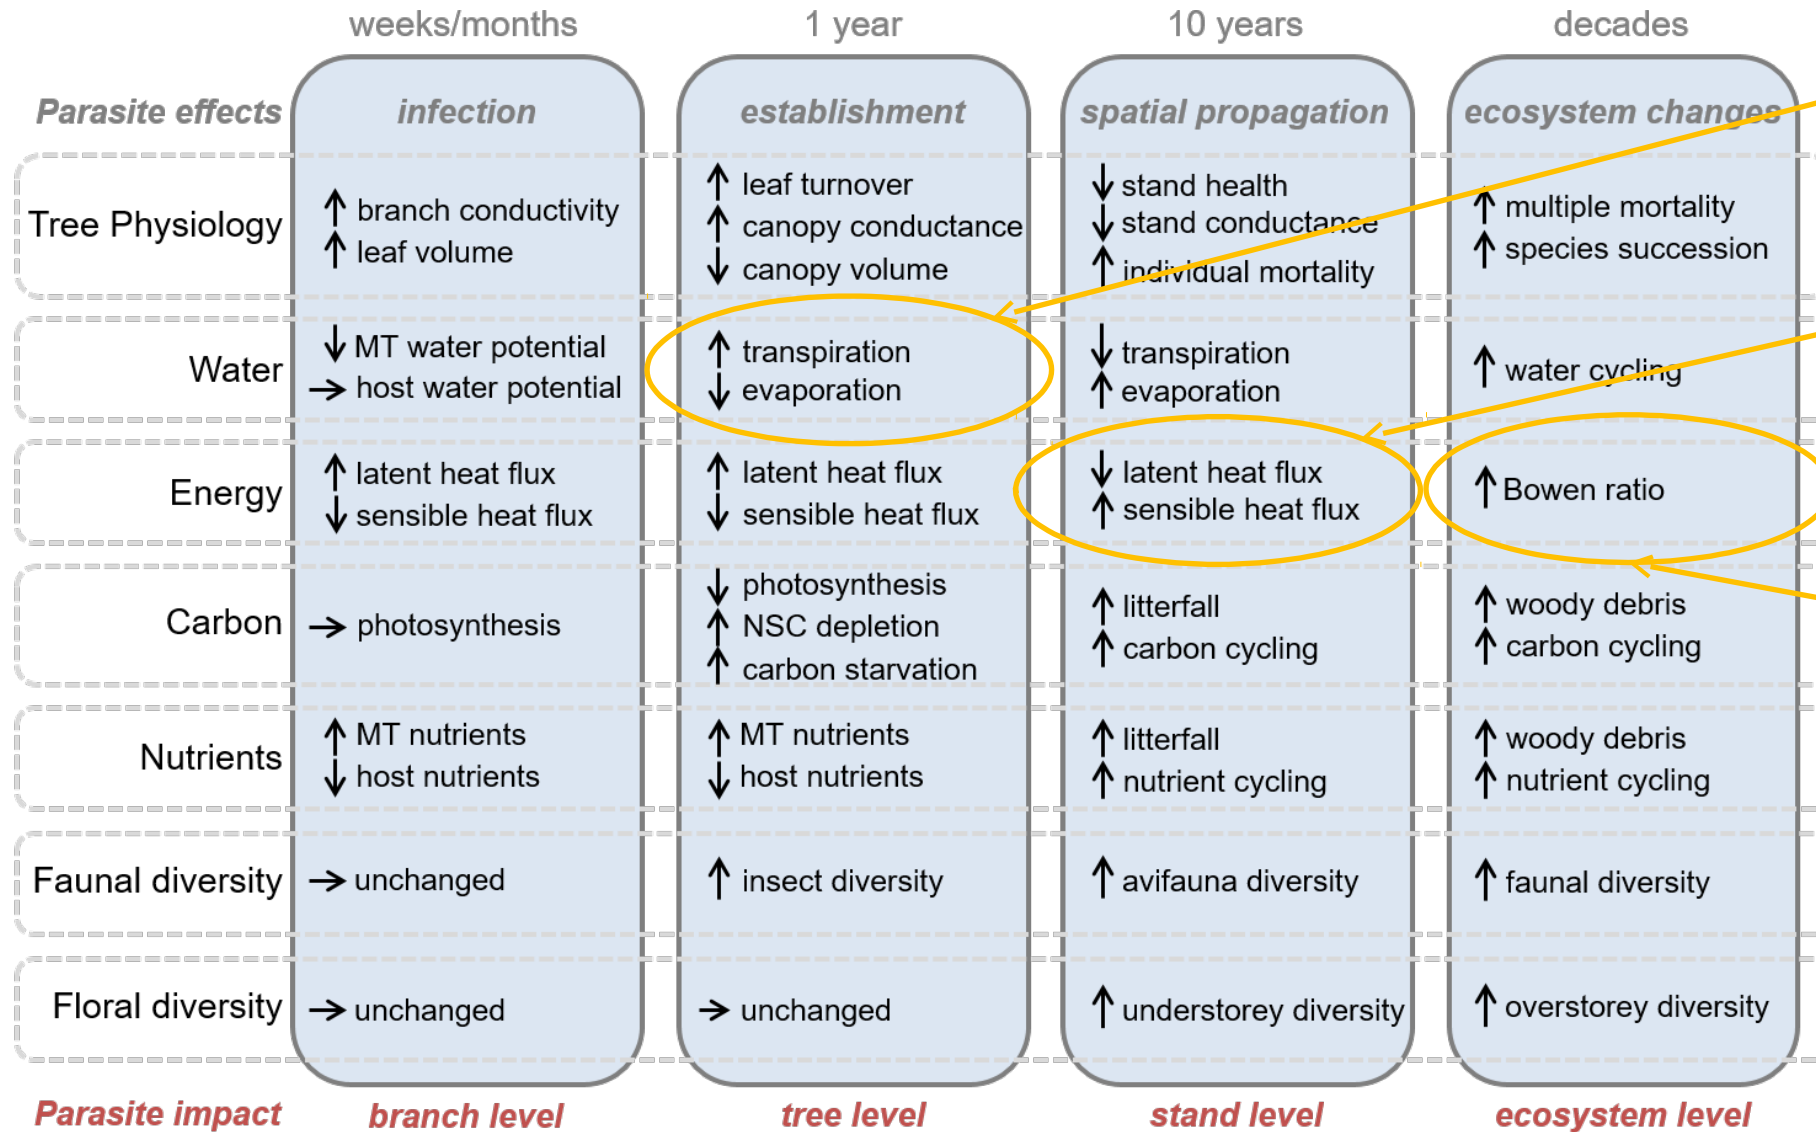 weeks/months 1 year 10 years decades
Parasite effects infection establishment spatial propagation ecosystem changes
Tree Physiology
branch conductivity
leaf volume
leaf turnover
canopy conductance
canopy volume
stand health
stand conductance
individual mortality
multiple mortality
species succession
Water
MT water potential
host water potential
transpiration
evaporation
transpiration
evaporation
water cycling
Energy
latent heat flux
sensible heat flux
latent heat flux
sensible heat flux
latent heat flux
sensible heat flux
Bowen ratio
Carbon
photosynthesis
photosynthesis
NSC depletion
carbon starvation
litterfall
carbon cycling
woody debris
carbon cycling
Nutrients
MT nutrients
host nutrients
MT nutrients
host nutrients
litterfall
nutrient cycling
woody debris
nutrient cycling
Faunal diversity
unchanged
insect diversity
avifauna diversity
faunal diversity
Floral diversity
unchanged
unchanged
understorey diversity
overstorey diversity
Parasite impact branch level tree level stand level ecosystem level